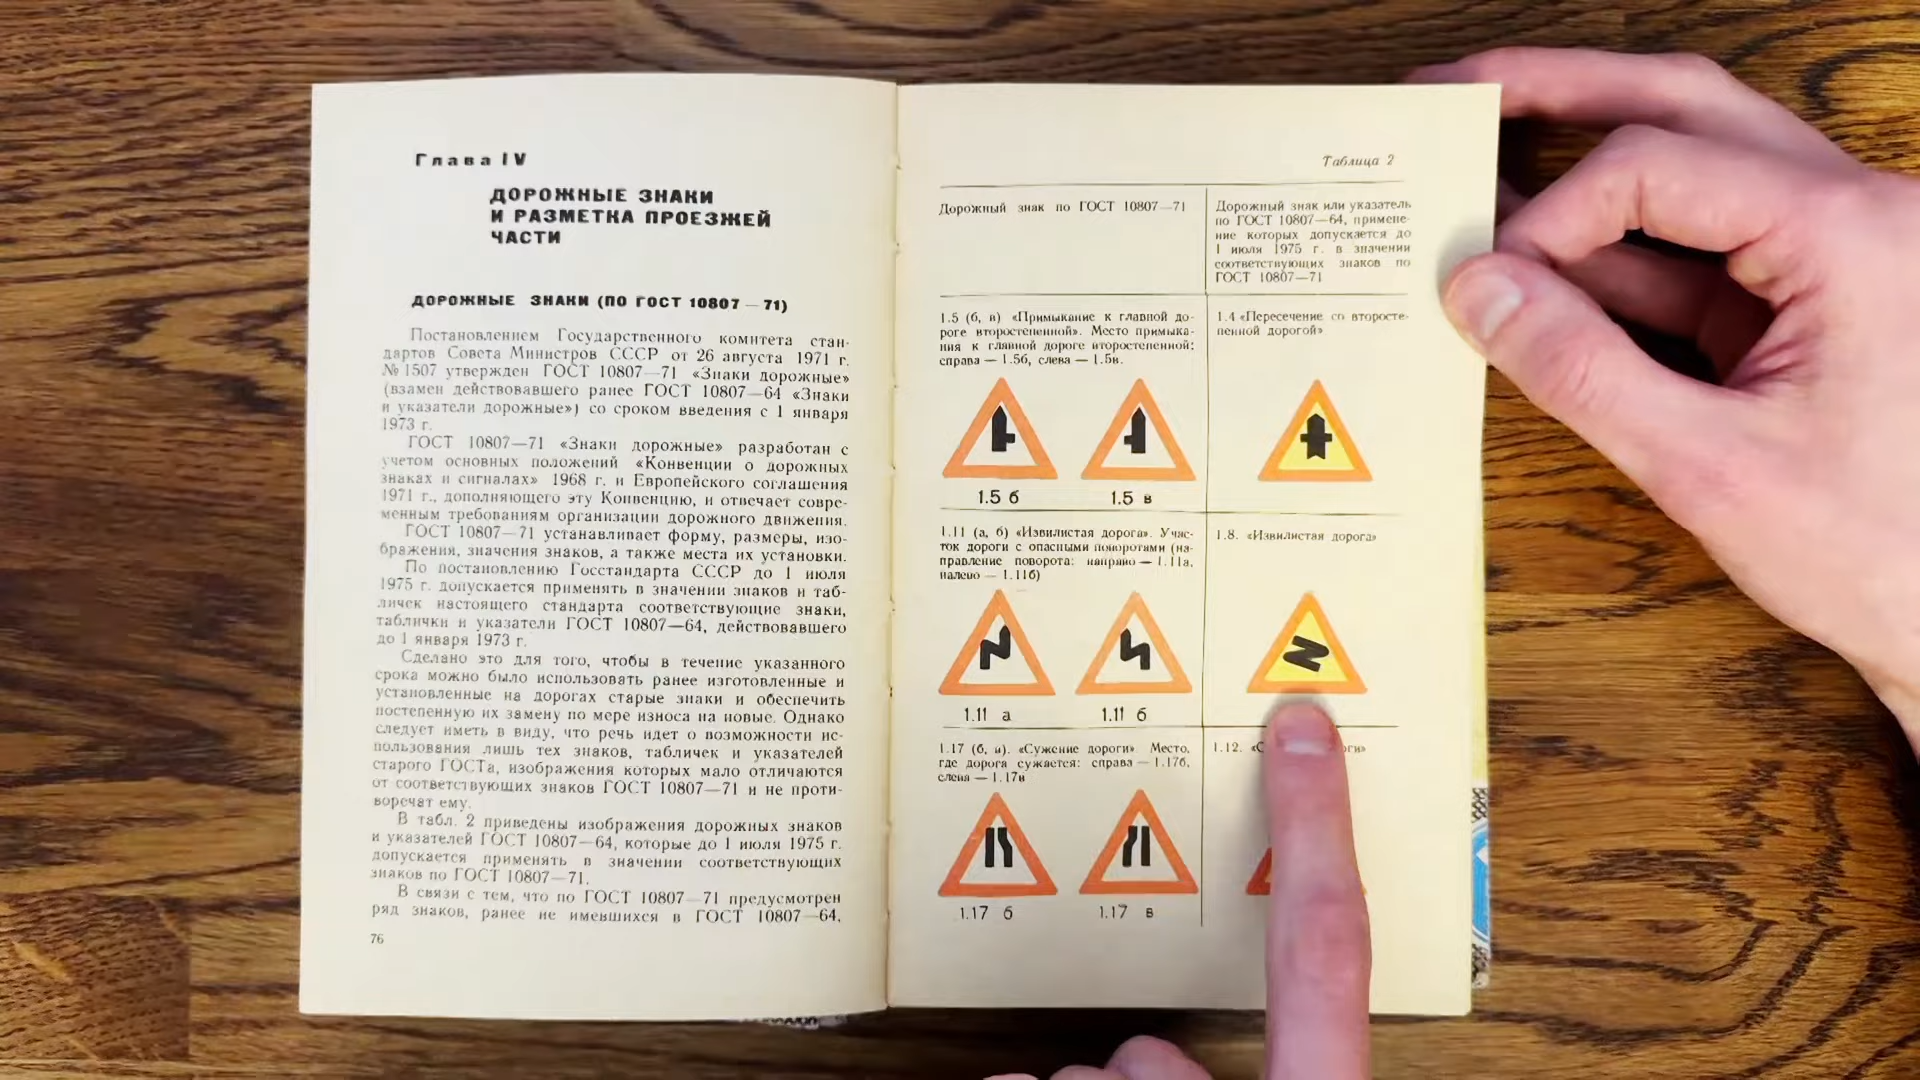 Глава IV
ДОРОЖНЫЕ ЗНАКИ
И РАЗМЕТКА ПРОЕЗЖЕЙ
ЧАСТИ
ДОРОЖНЫЕ ЗНАКИ (ПО ГОСТ 10807—71)
Постановлением Государственного комитета стан-
дартов Совета Министров СССР от 26 августа 1971 г.
№ 1507 утвержден ГОСТ 10807—71 «Знаки дорожные»
(взамен действовавшего ранее ГОСТ 10807—64 «Знаки
и указатели дорожные») со сроком введения с 1 января
1973 г.
ГОСТ 10807—71 «Знаки дорожные» разработан с
учетом основных положений «Конвенции о дорожных
знаках и сигналах» 1968 г. и Европейского соглашения
1971 г., дополняющего эту Конвенцию, и отвечает совре-
менным требованиям организации дорожного движения.
ГОСТ 10807—71 устанавливает форму, размеры, изо-
бражения, значения знаков, а также места их установки.
По постановлению Госстандарта СССР до 1 июля
1975 г. допускается применять в значении знаков и таб-
личек настоящего стандарта соответствующие знаки,
таблички и указатели ГОСТ 10807—64, действовавшего
до 1 января 1973 г.
Сделано это для того, чтобы в течение указанного
срока можно было использовать ранее изготовленные и
установленные на дорогах старые знаки и обеспечить
постепенную их замену по мере износа на новые. Однако
следует иметь в виду, что речь идет о возможности ис-
пользования лишь тех знаков, табличек и указателей
старого ГОСТа, изображения которых мало отличаются
от соответствующих знаков ГОСТ 10807—71 и не проти-
воречат ему.
В табл. 2 приведены изображения дорожных знаков
и указателей ГОСТ 10807—64, которые до 1 июля 1975 г.
допускается применять в значении соответствующих
знаков по ГОСТ 10807—71.
В связи с тем, что по ГОСТ 10807—71 предусмотрен
ряд знаков, ранее не имевшихся в ГОСТ 10807—64,
76
Таблица 2
Дорожный знак по ГОСТ 10807—71
Дорожный знак или указатель
по ГОСТ 10807—64, примене-
ние которых допускается до
1 июля 1975 г. в значении
соответствующих знаков по
ГОСТ 10807—71
1.5 (б, в) «Примыкание к главной до-
роге второстепенной». Место примыка-
ния к главной дороге второстепенной:
справа — 1.5б, слева — 1.5в.
1.4 «Пересечение со второсте-
пенной дорогой»
1.5 б
1.5 в
1.11 (а, б) «Извилистая дорога». Учас-
ток дороги с опасными поворотами (на-
правление поворота: направо — 1.11а,
налево — 1.11б)
1.8. «Извилистая дорога»
1.11 а
1.11 б
1.17 (б, в). «Сужение дороги». Место,
где дорога сужается: справа — 1.17б,
слева — 1.17в
1.12.
1.17 б
1.17 в